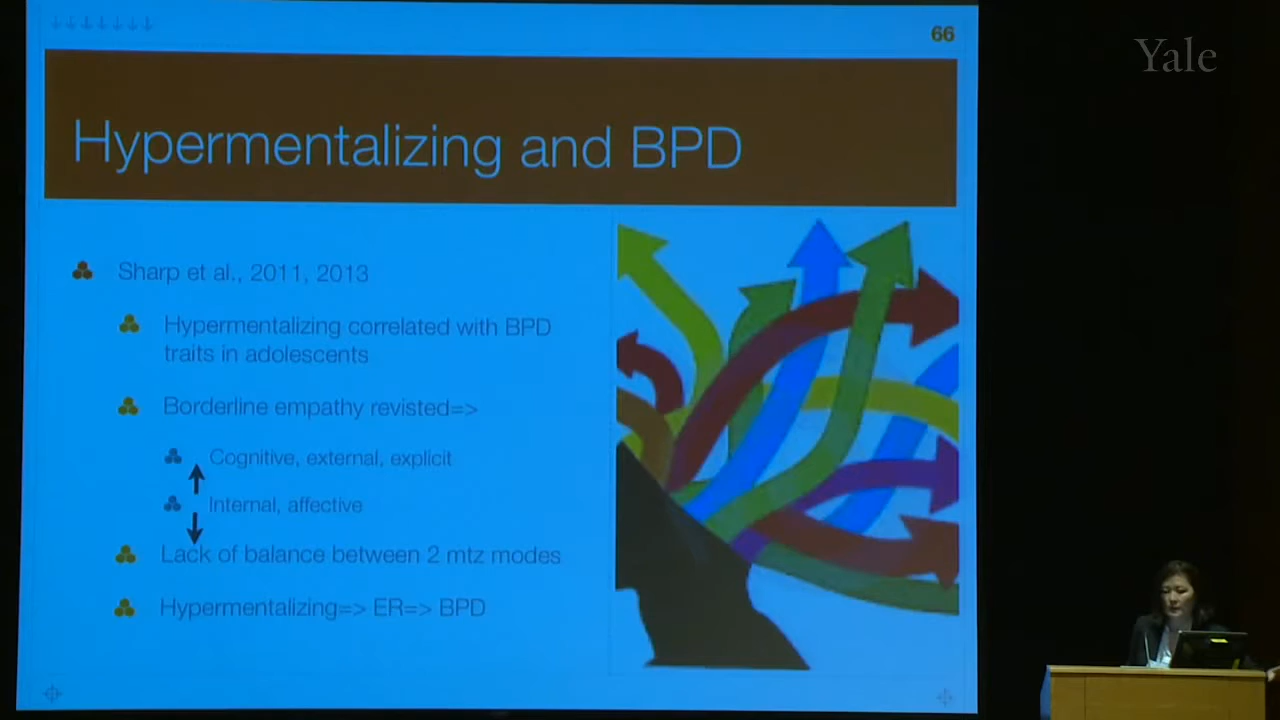 66
Yale
Hypermentalizing and BPD
Sharp et al., 2011, 2013
Hypermentalizing correlated with BPD
traits in adolescents
Borderline empathy revisted=>
Cognitive, external, explicit
Internal, affective
Lack of balance between 2 mtz modes
Hypermentalizing=> ER=> BPD